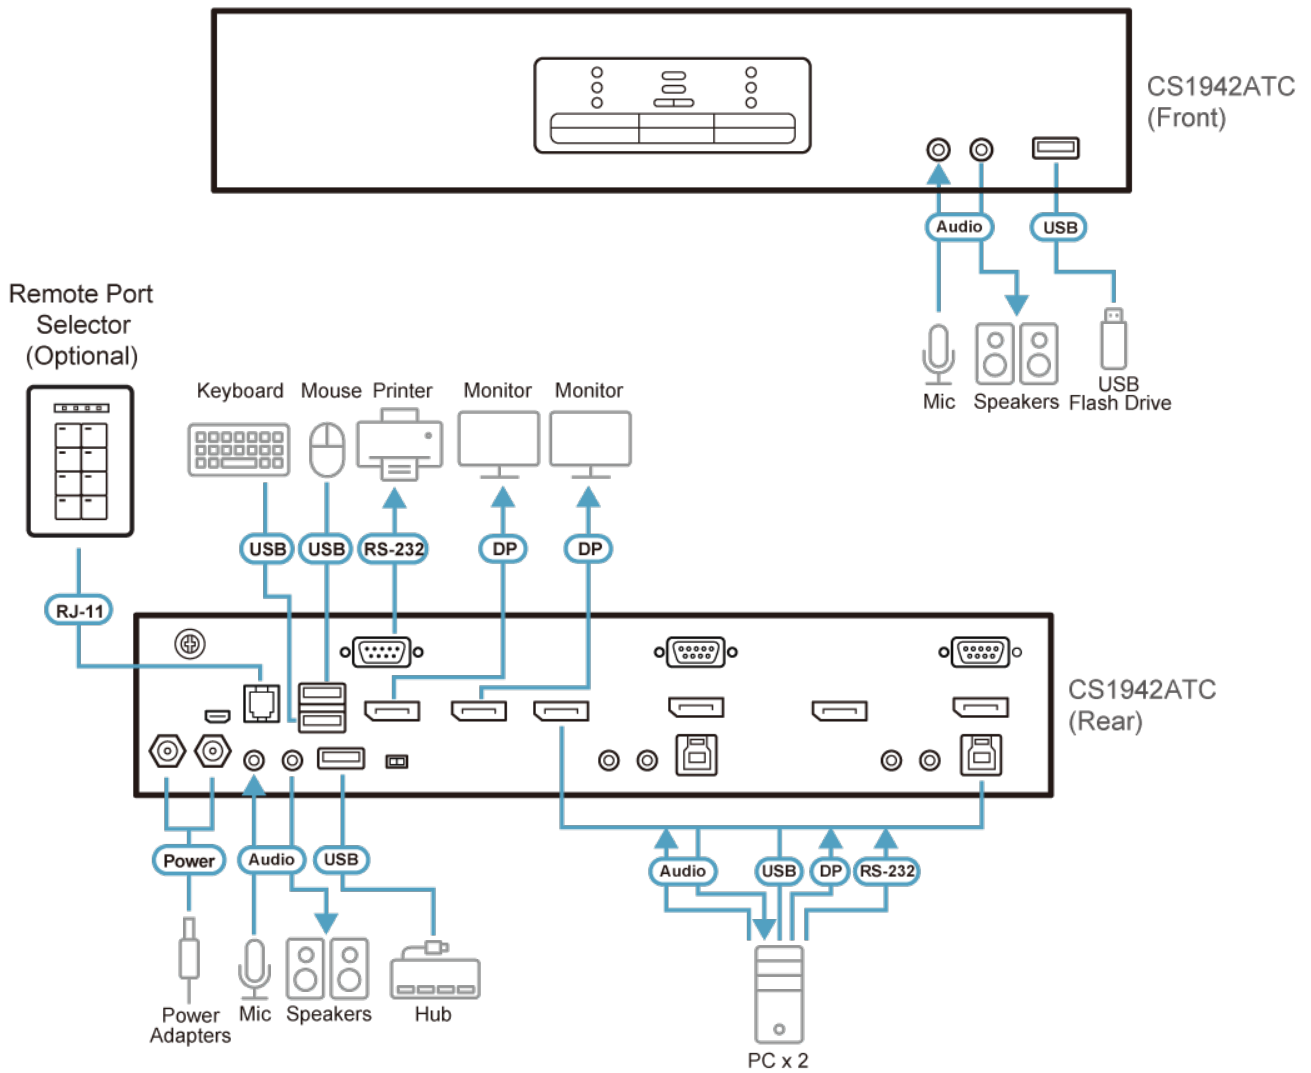 CS1942ATC
(Front)
Audio
USB
Mic
Speakers
USB
Flash Drive
Remote Port
Selector
(Optional)
Keyboard
Mouse
Printer
Monitor
Monitor
USB
USB
RS-232
DP
DP
RJ-11
CS1942ATC
(Rear)
Power
Audio
USB
Audio
USB
DP
RS-232
Power
Adapters
Mic
Speakers
Hub
PC x 2